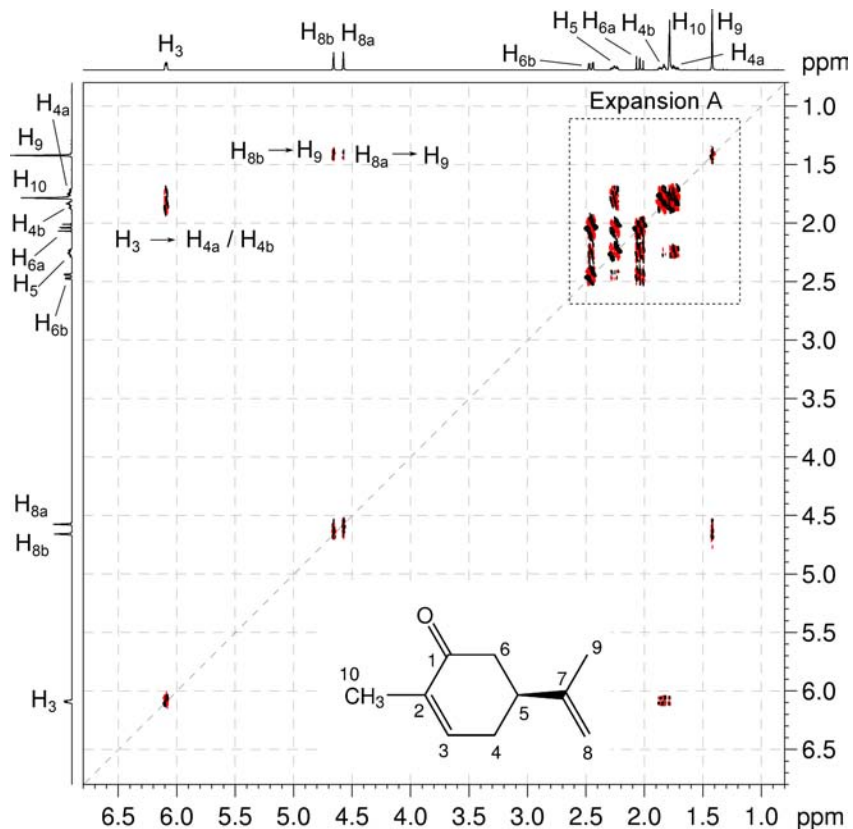 H3
H8b
H8a
H6b
H5
H6a
H4b
H10
H9
H4a
ppm
Expansion A
H4a
H9
H10
H4b
H6a
H5
H6b
H8b → H9
H8a → H9
H3 → H4a / H4b
1.0
1.5
2.0
2.5
3.0
3.5
4.0
4.5
5.0
5.5
6.0
6.5
H8a
H8b
H3
O
1
6
9
10
CH3
2
5
7
3
4
8
6.5 6.0 5.5 5.0 4.5 4.0 3.5 3.0 2.5 2.0 1.5 1.0 ppm